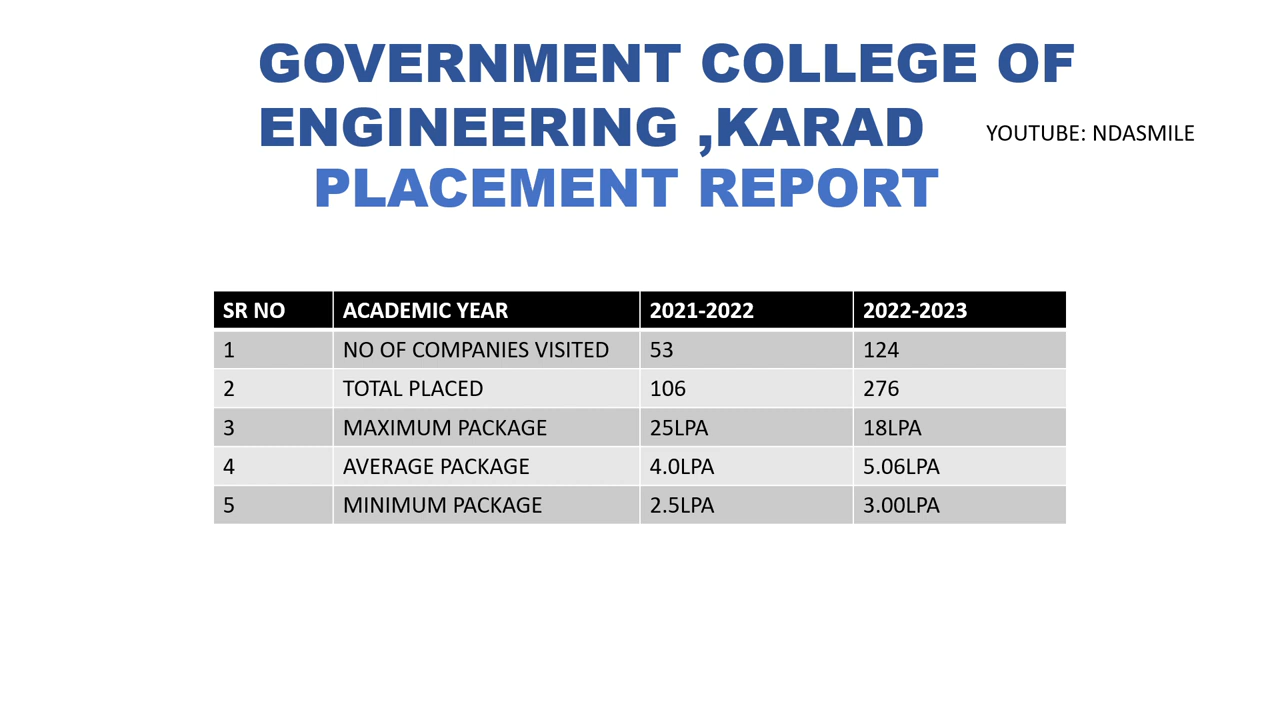 GOVERNMENT COLLEGE OF
ENGINEERING ,KARAD
YOUTUBE: NDASMILE
PLACEMENT REPORT
SR NO ACADEMIC YEAR 2021-2022 2022-2023
1 NO OF COMPANIES VISITED 53 124
2 TOTAL PLACED 106 276
3 MAXIMUM PACKAGE 25LPA 18LPA
4 AVERAGE PACKAGE 4.0LPA 5.06LPA
5 MINIMUM PACKAGE 2.5LPA 3.00LPA